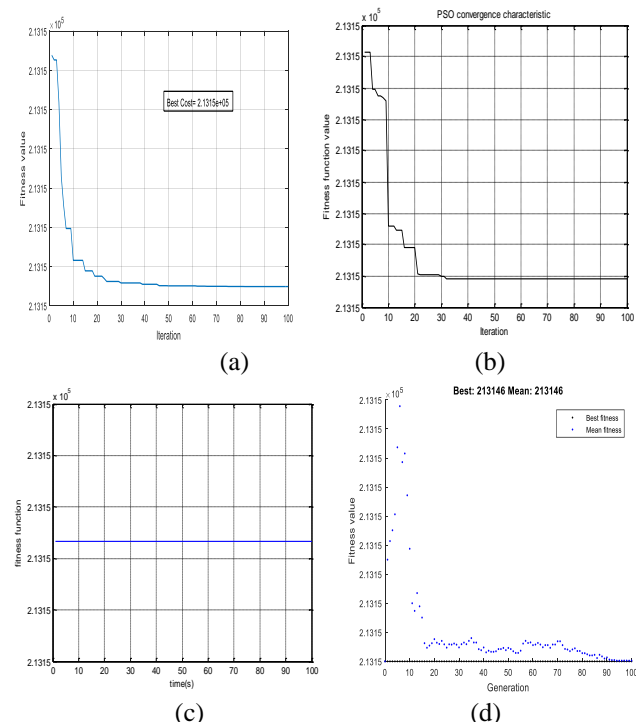 2.1315 x 10^5
2.1315
2.1315
2.1315
2.1315
2.1315
2.1315
2.1315
Fitness value
Best Cost= 2.1315e+05
0 10 20 30 40 50 60 70 80 90 100
Iteration
(a)
PSO convergence characteristic
x 10^5
2.1315
2.1315
2.1315
2.1315
2.1315
2.1315
2.1315
2.1315
2.1315
2.1315
Fitness function value
0 10 20 30 40 50 60 70 80 90 100
Iteration
(b)
x 10^5
2.1315
2.1315
2.1315
2.1315
2.1315
2.1315
fitness function
0 10 20 30 40 50 60 70 80 90 100
time(s)
(c)
Best: 213146 Mean: 213146
2.1315 x 10^5
2.1315
2.1315
2.1315
2.1315
2.1315
2.1315
2.1315
2.1315
2.1315
Fitness value
Best fitness
Mean fitness
0 10 20 30 40 50 60 70 80 90 100
Generation
(d)